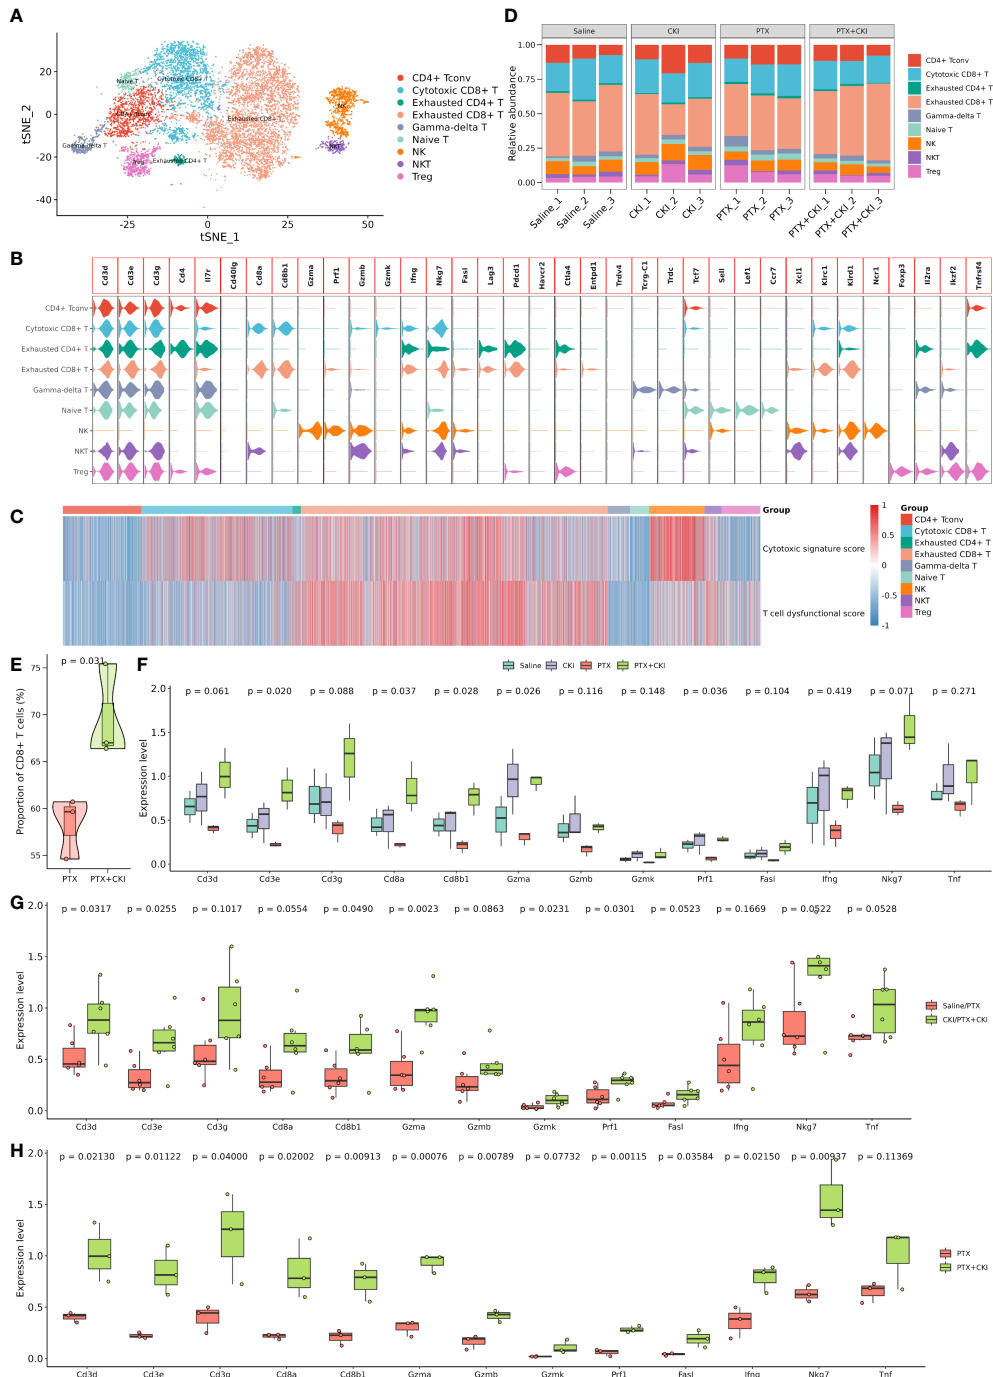 A
20
0
-20
-40
tSNE_2
-25
0
25
50
tSNE_1
Naive T
Cytotoxic CD8+ T
CD4+ Tconv
Exhausted CD8+ T
Gamma-delta T
Treg
Exhausted CD4+ T
NK
NKT
CD4+ Tconv
Cytotoxic CD8+ T
Exhausted CD4+ T
Exhausted CD8+ T
Gamma-delta T
Naive T
NK
NKT
Treg
D
Saline
CKI
PTX
PTX+CKI
1.00
0.75
0.50
0.25
0.00
Relative abundance
Saline_1
Saline_2
Saline_3
CKI_1
CKI_2
CKI_3
PTX_1
PTX_2
PTX_3
PTX+CKI_1
PTX+CKI_2
PTX+CKI_3
CD4+ Tconv
Cytotoxic CD8+ T
Exhausted CD4+ T
Exhausted CD8+ T
Gamma-delta T
Naive T
NK
NKT
Treg
B
Cd3d Cd3e Cd3g Cd4 Il7r Cd40lg Cd8a Cd8b1 Gzma Prf1 Gzmb Gzmk Ifng Nkg7 Fasl Lag3 Pdcd1 Havcr2 Ctla4 Entpd1 Trdv4 Tcrg-C1 Trdc Tcf7 Sell Lef1 Ccr7 Xcl1 Klrc1 Klrd1 Ncr1 Foxp3 Il2ra Ikzf2 Tnfrsf4
CD4+ Tconv
Cytotoxic CD8+ T
Exhausted CD4+ T
Exhausted CD8+ T
Gamma-delta T
Naive T
NK
NKT
Treg
C
Group
Cytotoxic signature score
T cell dysfunctional score
1
0.5
0
-0.5
-1
Group
CD4+ Tconv
Cytotoxic CD8+ T
Exhausted CD4+ T
Exhausted CD8+ T
Gamma-delta T
Naive T
NK
NKT
Treg
E
p = 0.031
75
70
65
60
55
Proportion of CD8+ T cells (%)
PTX PTX+CKI
F
Saline CKI PTX PTX+CKI
p = 0.061 p = 0.020 p = 0.088 p = 0.037 p = 0.028 p = 0.026 p = 0.116 p = 0.148 p = 0.036 p = 0.104 p = 0.419 p = 0.071 p = 0.271
2.0
1.5
1.0
0.5
0.0
Expression level
Cd3d Cd3e Cd3g Cd8a Cd8b1 Gzma Gzmb Gzmk Prf1 Fasl Ifng Nkg7 Tnf
G
p = 0.0317 p = 0.0255 p = 0.1017 p = 0.0554 p = 0.0490 p = 0.0023 p = 0.0863 p = 0.0231 p = 0.0301 p = 0.0523 p = 0.1669 p = 0.0522 p = 0.0528
2.0
1.5
1.0
0.5
0.0
Expression level
Cd3d Cd3e Cd3g Cd8a Cd8b1 Gzma Gzmb Gzmk Prf1 Fasl Ifng Nkg7 Tnf
Saline/PTX
CKI/PTX+CKI
H
p = 0.02130 p = 0.01122 p = 0.04000 p = 0.02002 p = 0.00913 p = 0.00076 p = 0.00789 p = 0.07732 p = 0.00115 p = 0.03584 p = 0.02150 p = 0.00937 p = 0.11369
2.0
1.5
1.0
0.5
0.0
Expression level
Cd3d Cd3e Cd3g Cd8a Cd8b1 Gzma Gzmb Gzmk Prf1 Fasl Ifng Nkg7 Tnf
PTX
PTX+CKI